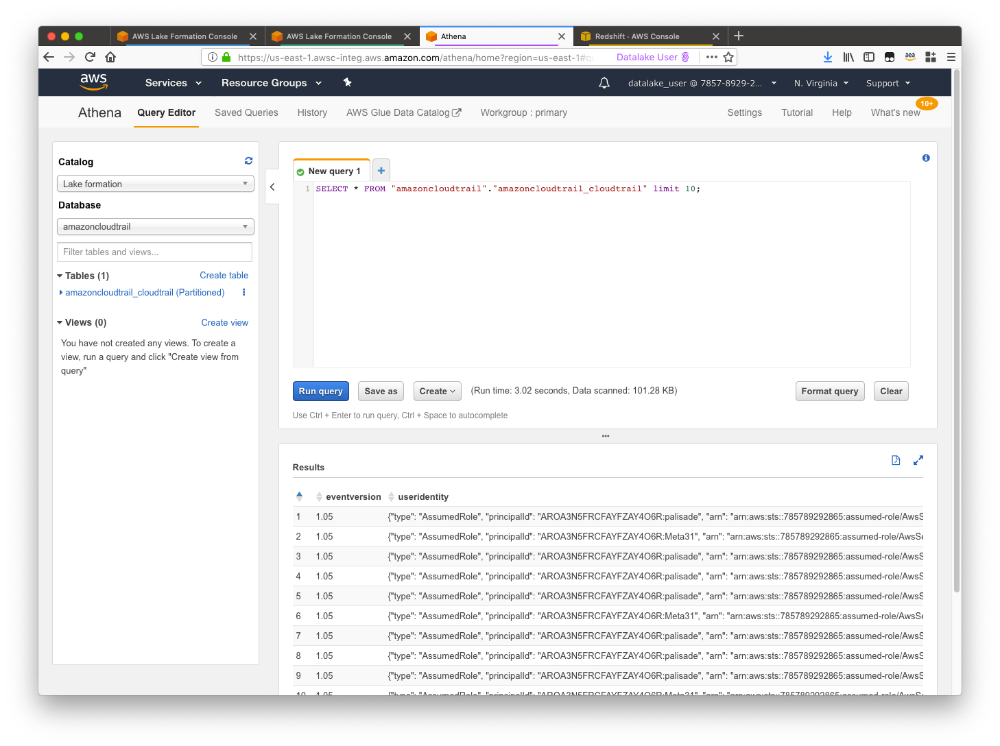 AWS Lake Formation Console
AWS Lake Formation Console
Athena
Redshift · AWS Console
https://us-east-1.awsc-integ.aws.amazon.com/athena/home?region=us-east-1#
Datalake User
aws
Services
Resource Groups
datalake_user @ 7857-8929-2...
N. Virginia
Support
Athena
Query Editor
Saved Queries
History
AWS Glue Data Catalog
Workgroup : primary
Settings
Tutorial
Help
What's new
10+
Catalog
Lake formation
Database
amazoncloudtrail
Filter tables and views...
Tables (1)
Create table
amazoncloudtrail_cloudtrail (Partitioned)
Views (0)
Create view
You have not created any views. To create a
view, run a query and click "Create view from
query"
New query 1
1 SELECT * FROM "amazoncloudtrail"."amazoncloudtrail_cloudtrail" limit 10;
Run query
Save as
Create
(Run time: 3.02 seconds, Data scanned: 101.28 KB)
Format query
Clear
Use Ctrl + Enter to run query, Ctrl + Space to autocomplete
Results
eventversion useridentity
1 1.05 {"type": "AssumedRole", "principalId": "AROA3N5FRCFAYFZAY4O6R:palisade", "arn": "arn:aws:sts::785789292865:assumed-role/AwsS
2 1.05 {"type": "AssumedRole", "principalId": "AROA3N5FRCFAYFZAY4O6R:Meta31", "arn": "arn:aws:sts::785789292865:assumed-role/AwsSe
3 1.05 {"type": "AssumedRole", "principalId": "AROA3N5FRCFAYFZAY4O6R:palisade", "arn": "arn:aws:sts::785789292865:assumed-role/AwsS
4 1.05 {"type": "AssumedRole", "principalId": "AROA3N5FRCFAYFZAY4O6R:palisade", "arn": "arn:aws:sts::785789292865:assumed-role/AwsS
5 1.05 {"type": "AssumedRole", "principalId": "AROA3N5FRCFAYFZAY4O6R:palisade", "arn": "arn:aws:sts::785789292865:assumed-role/AwsS
6 1.05 {"type": "AssumedRole", "principalId": "AROA3N5FRCFAYFZAY4O6R:Meta31", "arn": "arn:aws:sts::785789292865:assumed-role/AwsSe
7 1.05 {"type": "AssumedRole", "principalId": "AROA3N5FRCFAYFZAY4O6R:palisade", "arn": "arn:aws:sts::785789292865:assumed-role/AwsS
8 1.05 {"type": "AssumedRole", "principalId": "AROA3N5FRCFAYFZAY4O6R:palisade", "arn": "arn:aws:sts::785789292865:assumed-role/AwsS
9 1.05 {"type": "AssumedRole", "principalId": "AROA3N5FRCFAYFZAY4O6R:palisade", "arn": "arn:aws:sts::785789292865:assumed-role/AwsS
10 1.05